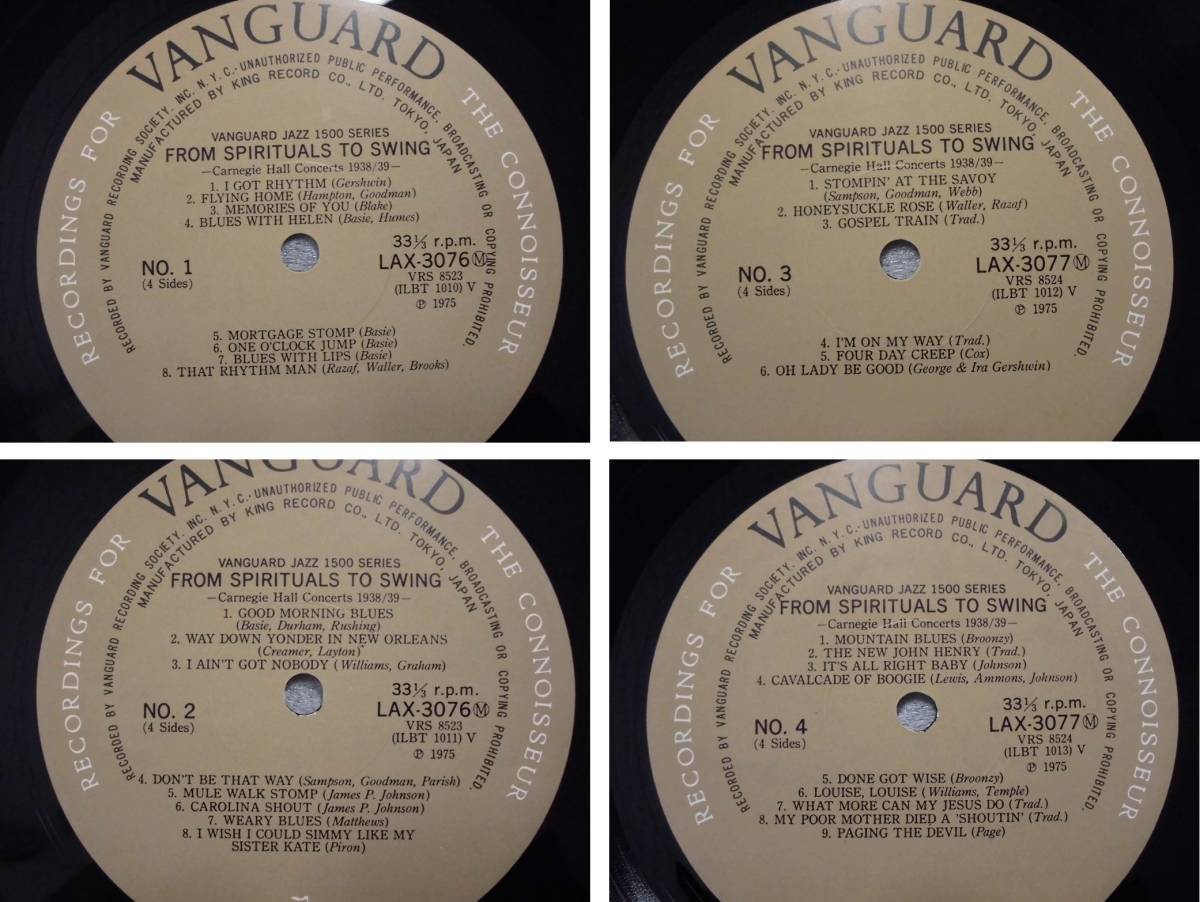 VANGUARD
RECORDINGS FOR THE CONNOISSEUR
RECORDED BY VANGUARD RECORDING SOCIETY, INC. N. Y. C.·UNAUTHORIZED PUBLIC PERFORMANCE, BROADCASTING OR COPYING PROHIBITED.
MANUFACTURED BY KING RECORD CO., LTD. TOKYO, JAPAN
VANGUARD JAZZ 1500 SERIES
FROM SPIRITUALS TO SWING
—Carnegie Hall Concerts 1938/39—
1. I GOT RHYTHM (Gershwin)
2. FLYING HOME (Hampton, Goodman)
3. MEMORIES OF YOU (Blake)
4. BLUES WITH HELEN (Basie, Humes)
33⅓ r.p.m.
NO. 1 LAX-3076 Ⓜ
(4 Sides) VRS 8523
(ILBT 1010) V
℗ 1975
5. MORTGAGE STOMP (Basie)
6. ONE O'CLOCK JUMP (Basie)
7. BLUES WITH LIPS (Basie)
8. THAT RHYTHM MAN (Razaf, Waller, Brooks)
VANGUARD
RECORDINGS FOR THE CONNOISSEUR
RECORDED BY VANGUARD RECORDING SOCIETY, INC. N. Y. C.·UNAUTHORIZED PUBLIC PERFORMANCE, BROADCASTING OR COPYING PROHIBITED.
MANUFACTURED BY KING RECORD CO., LTD. TOKYO, JAPAN
VANGUARD JAZZ 1500 SERIES
FROM SPIRITUALS TO SWING
—Carnegie Hall Concerts 1938/39—
1. STOMPIN' AT THE SAVOY
(Sampson, Goodman, Webb)
2. HONEYSUCKLE ROSE (Waller, Razaf)
3. GOSPEL TRAIN (Trad.)
33⅓ r.p.m.
NO. 3 LAX-3077 Ⓜ
(4 Sides) VRS 8524
(ILBT 1012) V
℗ 1975
4. I'M ON MY WAY (Trad.)
5. FOUR DAY CREEP (Cox)
6. OH LADY BE GOOD (George & Ira Gershwin)
VANGUARD
RECORDINGS FOR THE CONNOISSEUR
RECORDED BY VANGUARD RECORDING SOCIETY, INC. N. Y. C.·UNAUTHORIZED PUBLIC PERFORMANCE, BROADCASTING OR COPYING PROHIBITED.
MANUFACTURED BY KING RECORD CO., LTD. TOKYO, JAPAN
VANGUARD JAZZ 1500 SERIES
FROM SPIRITUALS TO SWING
—Carnegie Hall Concerts 1938/39—
1. GOOD MORNING BLUES
(Basie, Durham, Rushing)
2. WAY DOWN YONDER IN NEW ORLEANS
(Creamer, Layton)
3. I AIN'T GOT NOBODY (Williams, Graham)
33⅓ r.p.m.
NO. 2 LAX-3076 Ⓜ
(4 Sides) VRS 8523
(ILBT 1011) V
℗ 1975
4. DON'T BE THAT WAY (Sampson, Goodman, Parish)
5. MULE WALK STOMP (James P. Johnson)
6. CAROLINA SHOUT (James P. Johnson)
7. WEARY BLUES (Matthews)
8. I WISH I COULD SIMMY LIKE MY
SISTER KATE (Piron)
VANGUARD
RECORDINGS FOR THE CONNOISSEUR
RECORDED BY VANGUARD RECORDING SOCIETY, INC. N. Y. C.·UNAUTHORIZED PUBLIC PERFORMANCE, BROADCASTING OR COPYING PROHIBITED.
MANUFACTURED BY KING RECORD CO., LTD. TOKYO, JAPAN
VANGUARD JAZZ 1500 SERIES
FROM SPIRITUALS TO SWING
—Carnegie Hall Concerts 1938/39—
1. MOUNTAIN BLUES (Broonzy)
2. THE NEW JOHN HENRY (Trad.)
3. IT'S ALL RIGHT BABY (Johnson)
4. CAVALCADE OF BOOGIE (Lewis, Ammons, Johnson)
33⅓ r.p.m.
NO. 4 LAX-3077 Ⓜ
(4 Sides) VRS 8524
(ILBT 1013) V
℗ 1975
5. DONE GOT WISE (Broonzy)
6. LOUISE, LOUISE (Williams, Temple)
7. WHAT MORE CAN MY JESUS DO (Trad.)
8. MY POOR MOTHER DIED A 'SHOUTIN' (Trad.)
9. PAGING THE DEVIL (Page)